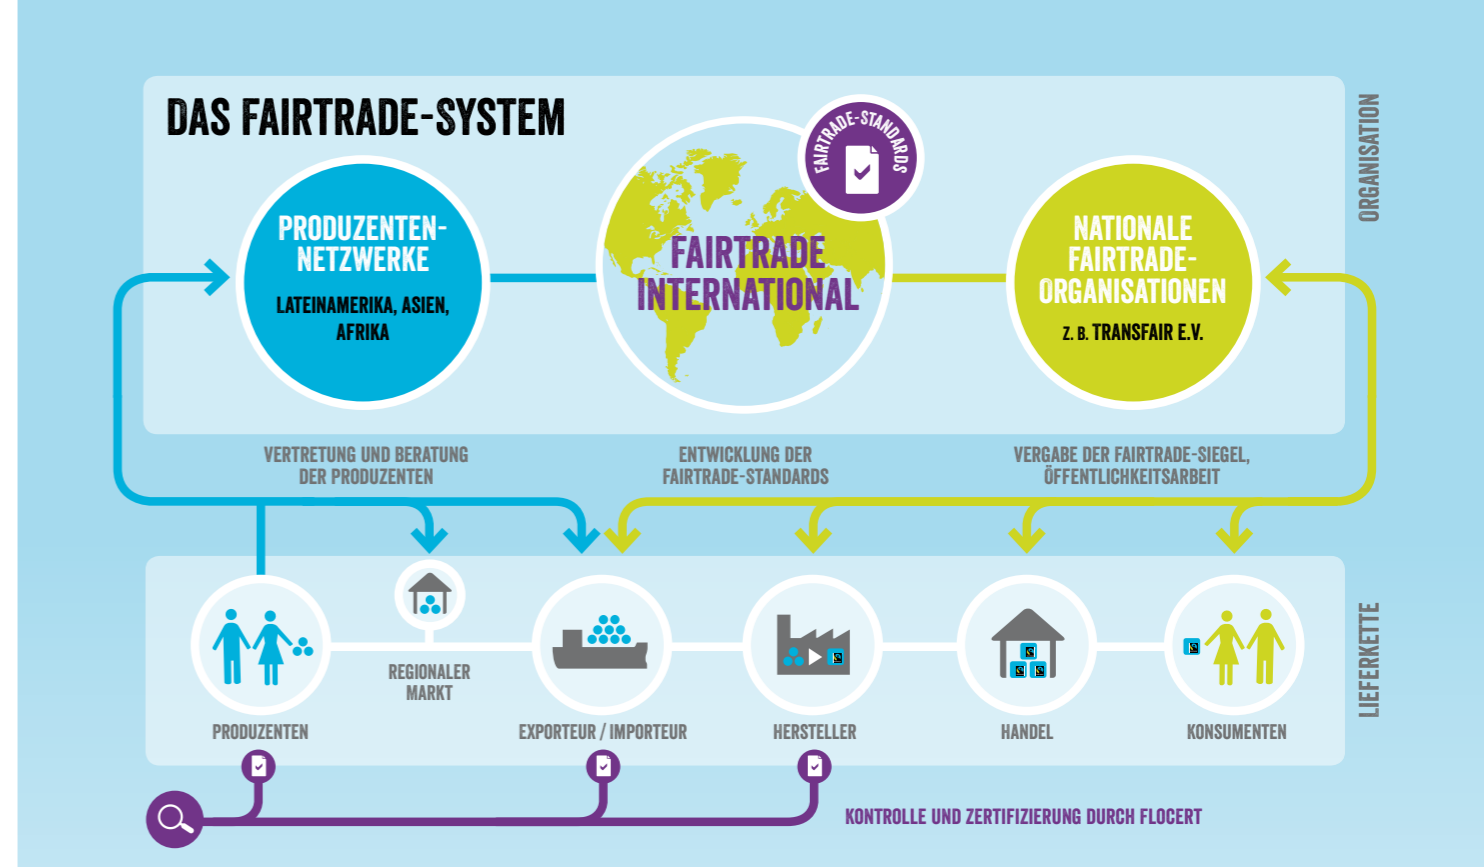 DAS FAIRTRADE-SYSTEM
FAIRTRADE-STANDARDS
ORGANISATION
PRODUZENTEN-
NETZWERKE
LATEINAMERIKA, ASIEN,
AFRIKA
FAIRTRADE
INTERNATIONAL
NATIONALE
FAIRTRADE-
ORGANISATIONEN
Z. B. TRANSFAIR E.V.
VERTRETUNG UND BERATUNG
DER PRODUZENTEN
ENTWICKLUNG DER
FAIRTRADE-STANDARDS
VERGABE DER FAIRTRADE-SIEGEL,
ÖFFENTLICHKEITSARBEIT
LIEFERKETTE
PRODUZENTEN
REGIONALER
MARKT
EXPORTEUR / IMPORTEUR
HERSTELLER
HANDEL
KONSUMENTEN
KONTROLLE UND ZERTIFIZIERUNG DURCH FLOCERT